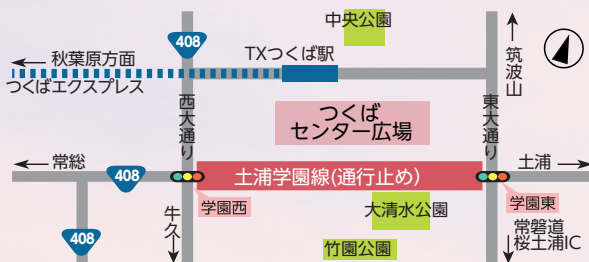 中央公園
408
秋葉原方面
TXつくば駅
つくばエクスプレス
筑波山
西大通り
つくば
センター広場
東大通り
常総
408
土浦学園線(通行止め)
土浦
学園西
大清水公園
学園東
牛久
408
竹園公園
常磐道
桜土浦IC